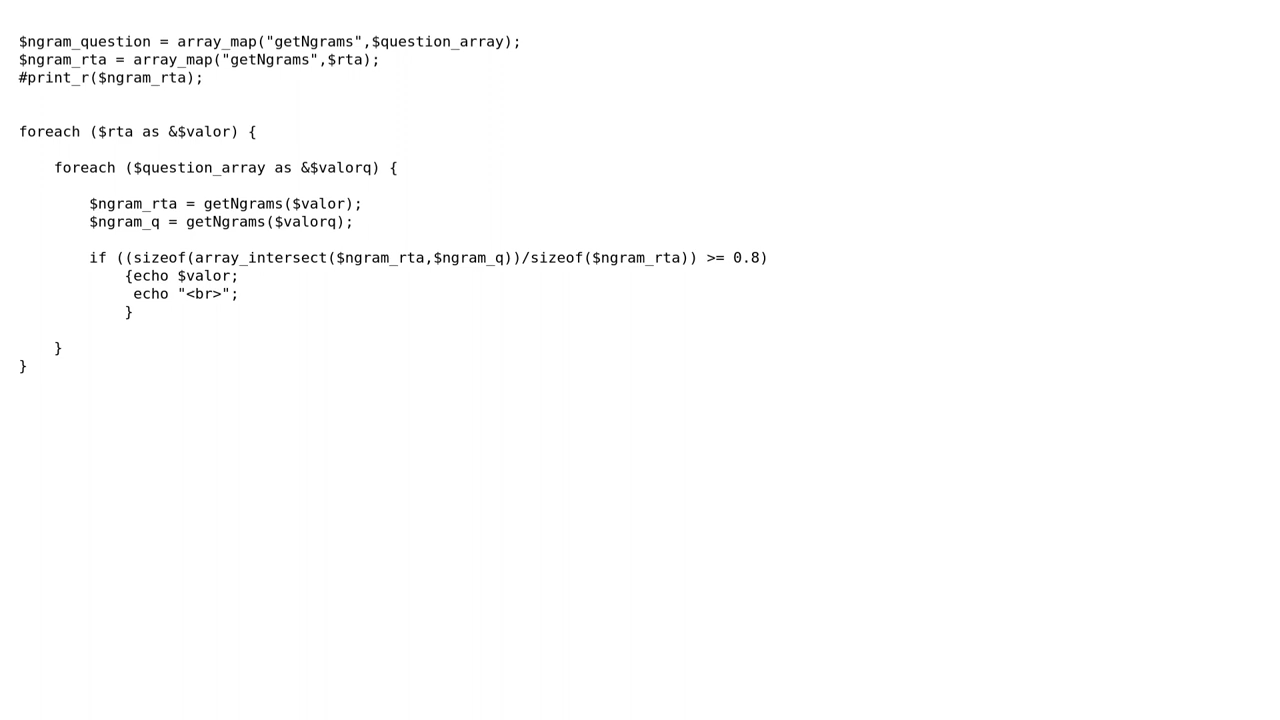 $ngram_question = array_map("getNgrams",$question_array);
$ngram_rta = array_map("getNgrams",$rta);
#print_r($ngram_rta);
foreach ($rta as &$valor) {
foreach ($question_array as &$valorq) {
$ngram_rta = getNgrams($valor);
$ngram_q = getNgrams($valorq);
if ((sizeof(array_intersect($ngram_rta,$ngram_q))/sizeof($ngram_rta)) >= 0.8)
{echo $valor;
echo "<br>";
}
}
}